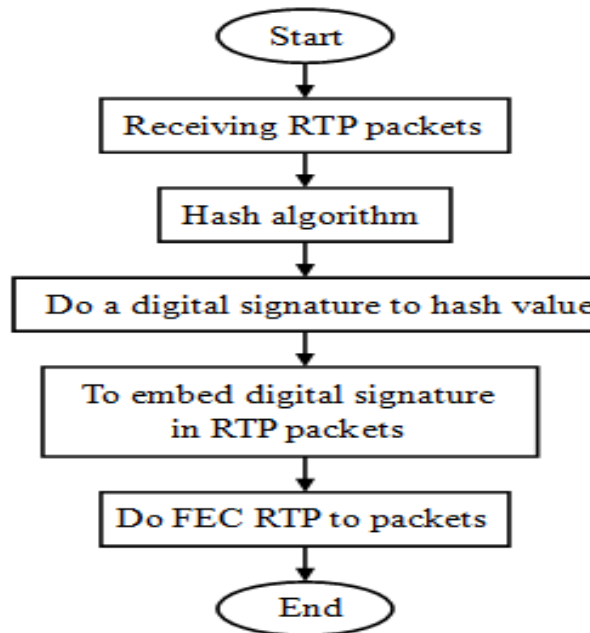 Start
Receiving RTP packets
Hash algorithm
Do a digital signature to hash value
To embed digital signature
in RTP packets
Do FEC RTP to packets
End